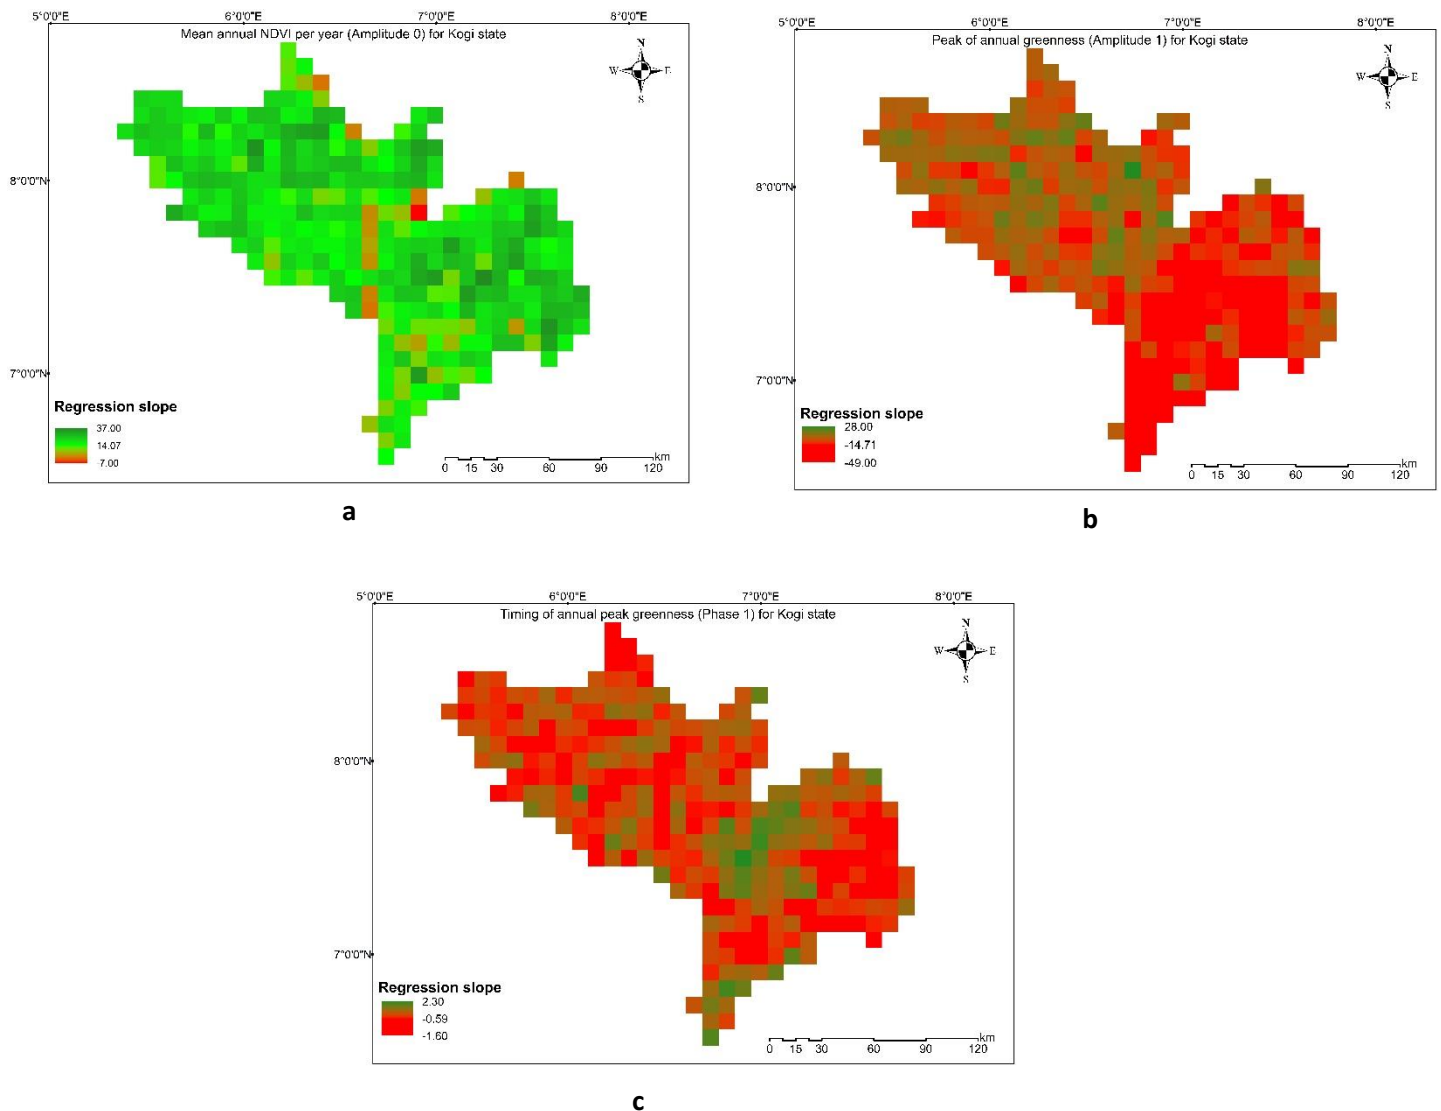 5°0'0"E 6°0'0"E 7°0'0"E 8°0'0"E
Mean annual NDVI per year (Amplitude 0) for Kogi state
N
W E
S
8°0'0"N
7°0'0"N
Regression slope
37.00
14.07
-7.00
km
0 15 30 60 90 120
a
5°0'0"E 6°0'0"E 7°0'0"E 8°0'0"E
Peak of annual greenness (Amplitude 1) for Kogi state
N
W E
S
8°0'0"N
7°0'0"N
Regression slope
28.00
-14.71
-49.00
km
0 15 30 60 90 120
b
5°0'0"E 6°0'0"E 7°0'0"E 8°0'0"E
Timing of annual peak greenness (Phase 1) for Kogi state
N
W E
S
8°0'0"N
7°0'0"N
Regression slope
2.30
-0.59
-1.60
km
0 15 30 60 90 120
c